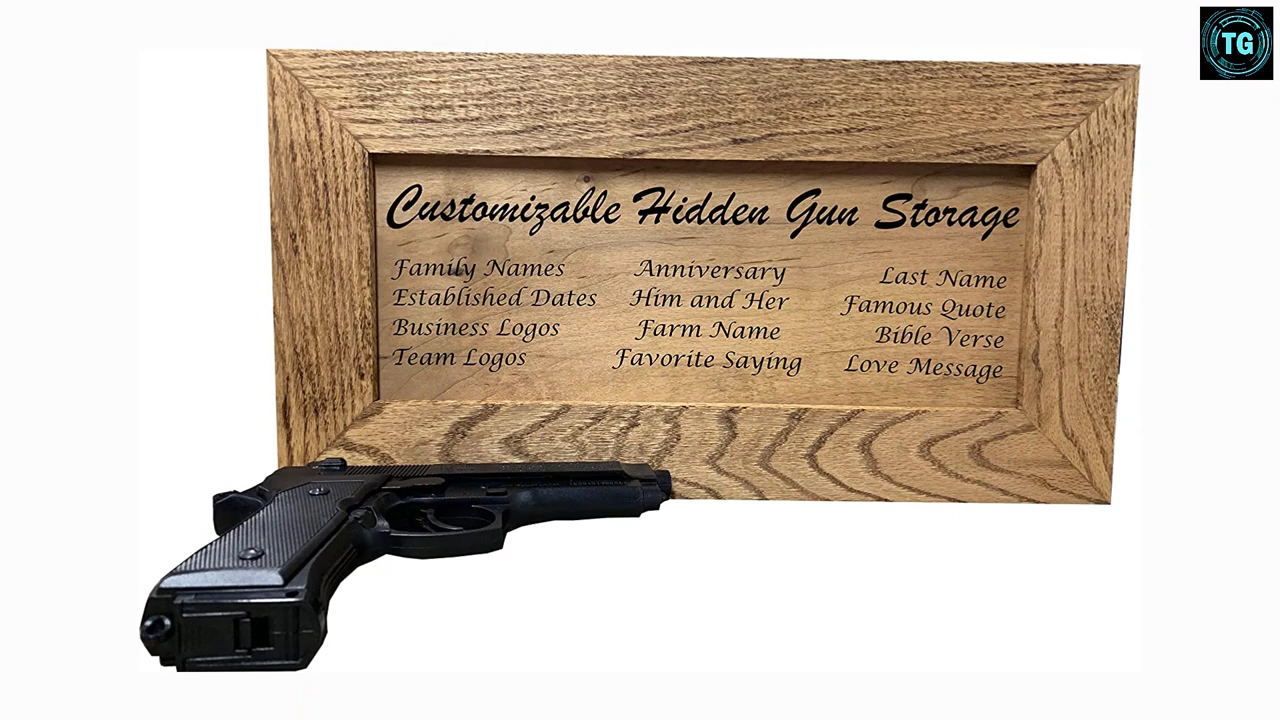 TG
Customizable Hidden Gun Storage
Family Names
Established Dates
Business Logos
Team Logos
Anniversary
Him and Her
Farm Name
Favorite Saying
Last Name
Famous Quote
Bible Verse
Love Message